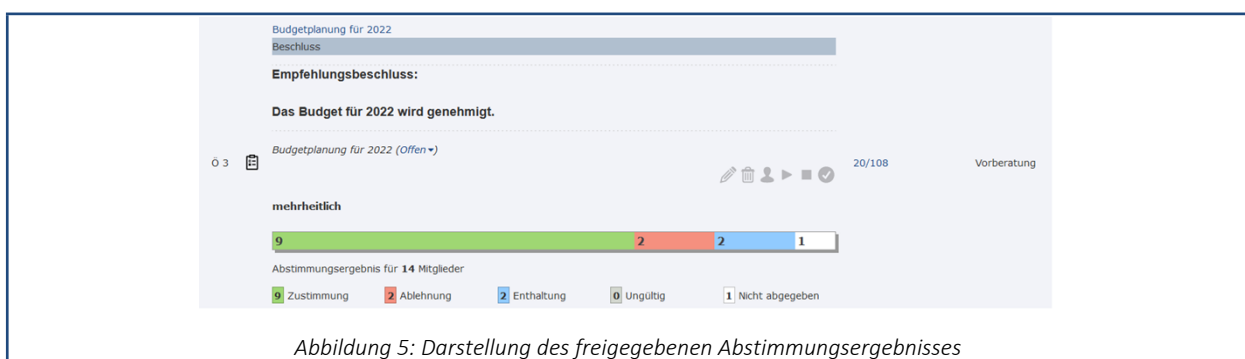 Budgetplanung für 2022
Beschluss
Empfehlungsbeschluss:
Das Budget für 2022 wird genehmigt.
Budgetplanung für 2022 (Offen)
Ö 3
20/108
Vorberatung
mehrheitlich
9 2 2 1
Abstimmungsergebnis für 14 Mitglieder
9 Zustimmung 2 Ablehnung 2 Enthaltung 0 Ungültig 1 Nicht abgegeben
Abbildung 5: Darstellung des freigegebenen Abstimmungsergebnisses